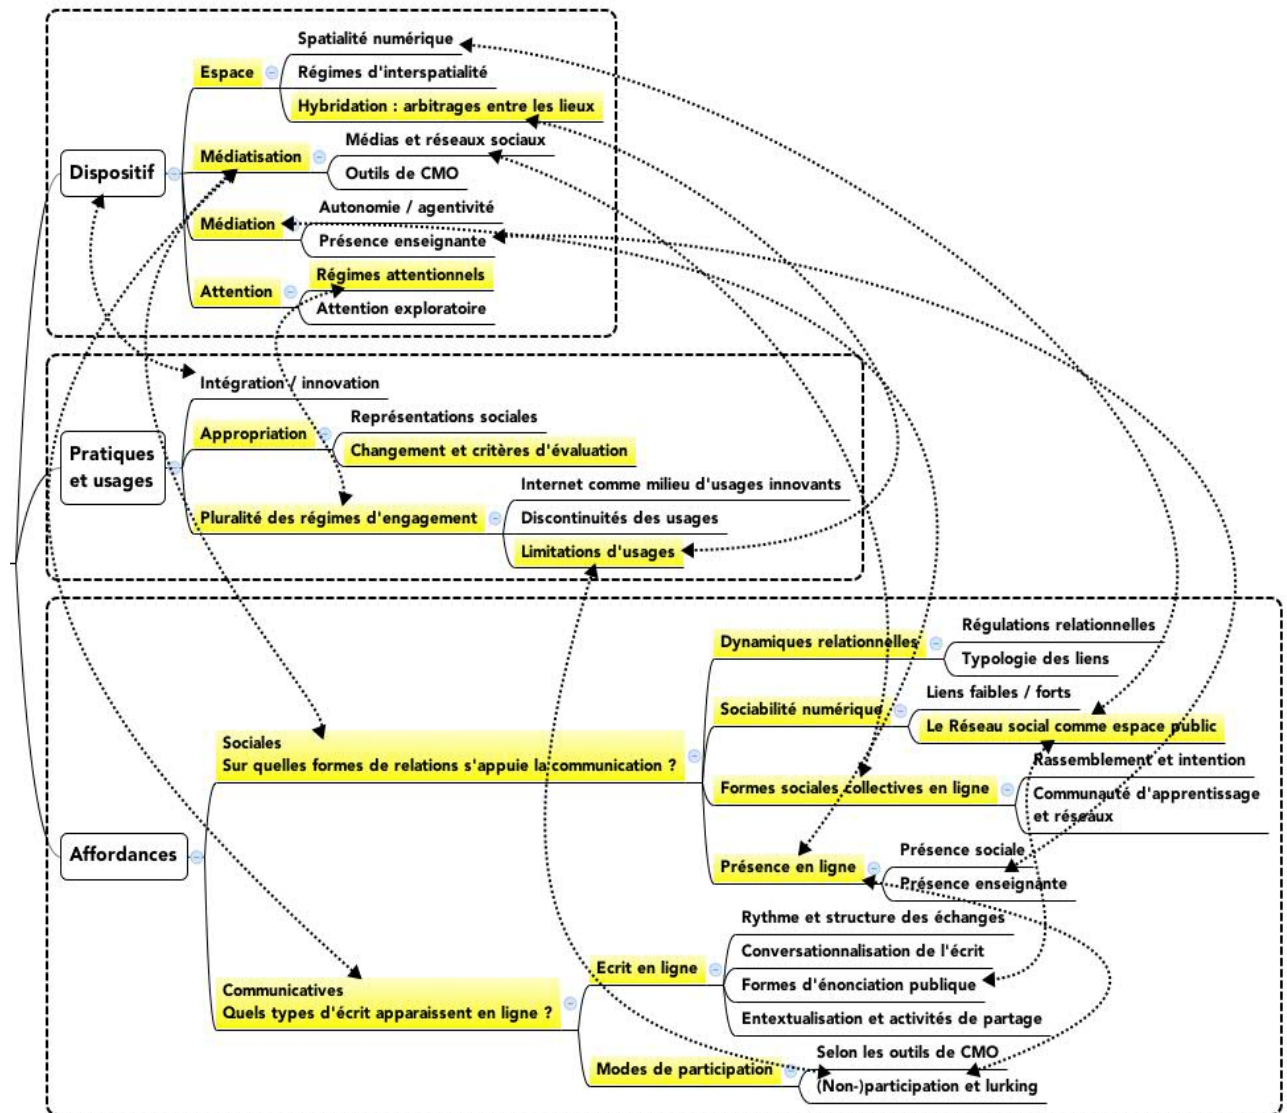 Spatialité numérique
Espace
Régimes d'interspatialité
Hybridation : arbitrages entre les lieux
Médias et réseaux sociaux
Médiatisation
Dispositif
Outils de CMO
Autonomie / agentivité
Médiation
Présence enseignante
Régimes attentionnels
Attention
Attention exploratoire
Intégration / innovation
Représentations sociales
Appropriation
Changement et critères d'évaluation
Pratiques
et usages
Internet comme milieu d'usages innovants
Pluralité des régimes d'engagement
Discontinuités des usages
Limitations d'usages
Régulations relationnelles
Dynamiques relationnelles
Typologie des liens
Liens faibles / forts
Sociabilité numérique
Le Réseau social comme espace public
Sociales
Sur quelles formes de relations s'appuie la communication ?
Rassemblement et intention
Formes sociales collectives en ligne
Communauté d'apprentissage
et réseaux
Affordances
Présence sociale
Présence en ligne
Présence enseignante
Rythme et structure des échanges
Conversationnalisation de l'écrit
Ecrit en ligne
Formes d'énonciation publique
Communicatives
Quels types d'écrit apparaissent en ligne ?
Entextualisation et activités de partage
Selon les outils de CMO
Modes de participation
(Non-)participation et lurking